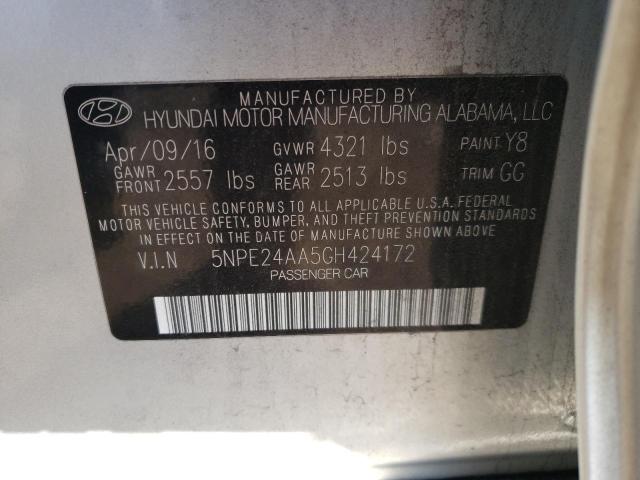 MANUFACTURED BY
HYUNDAI MOTOR MANUFACTURING ALABAMA, LLC
Apr/09/16 GVWR 4321 lbs PAINT Y8
GAWR FRONT 2557 lbs GAWR REAR 2513 lbs TRIM GG
THIS VEHICLE CONFORMS TO ALL APPLICABLE U.S.A. FEDERAL
MOTOR VEHICLE SAFETY, BUMPER, AND THEFT PREVENTION STANDARDS
IN EFFECT ON THE DATE OF MANUFACTURE SHOWN ABOVE.
V.I.N 5NPE24AA5GH424172
PASSENGER CAR